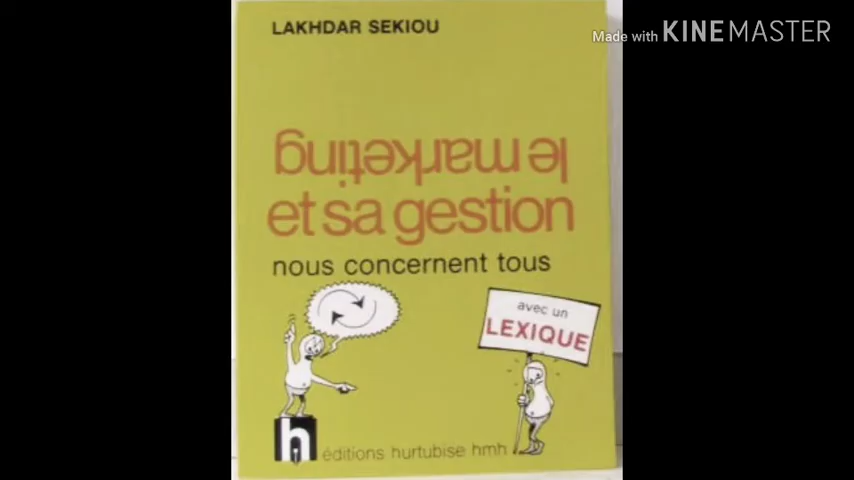 LAKHDAR SEKIOU
Made with KINEMASTER
le marketing
et sa gestion
nous concernent tous
avec un
LEXIQUE
h
éditions hurtubise hmh